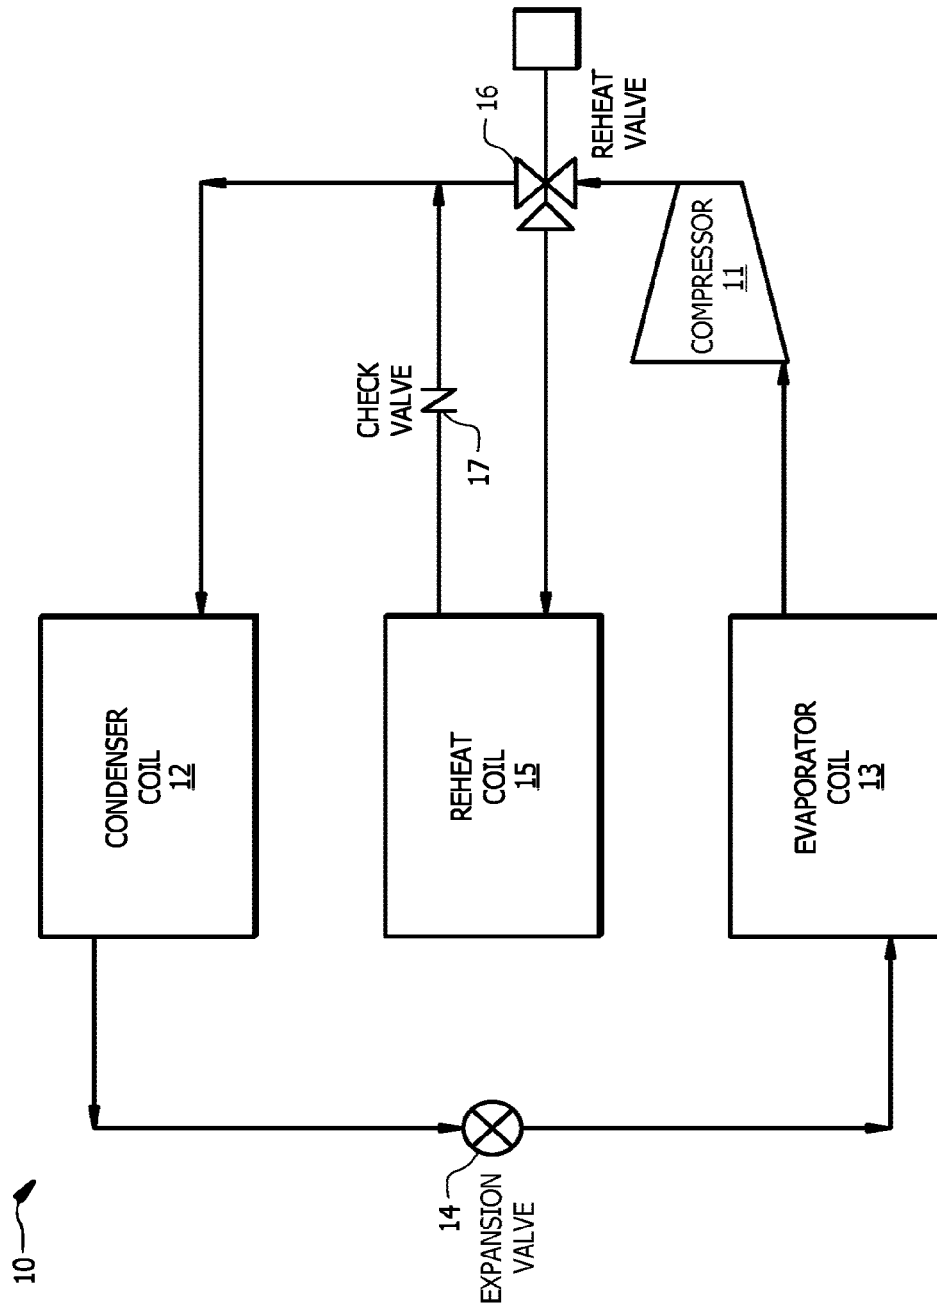 10
CONDENSER
COIL
12
REHEAT
COIL
15
EVAPORATOR
COIL
13
14
EXPANSION
VALVE
CHECK
VALVE
17
16
REHEAT
VALVE
COMPRESSOR
11